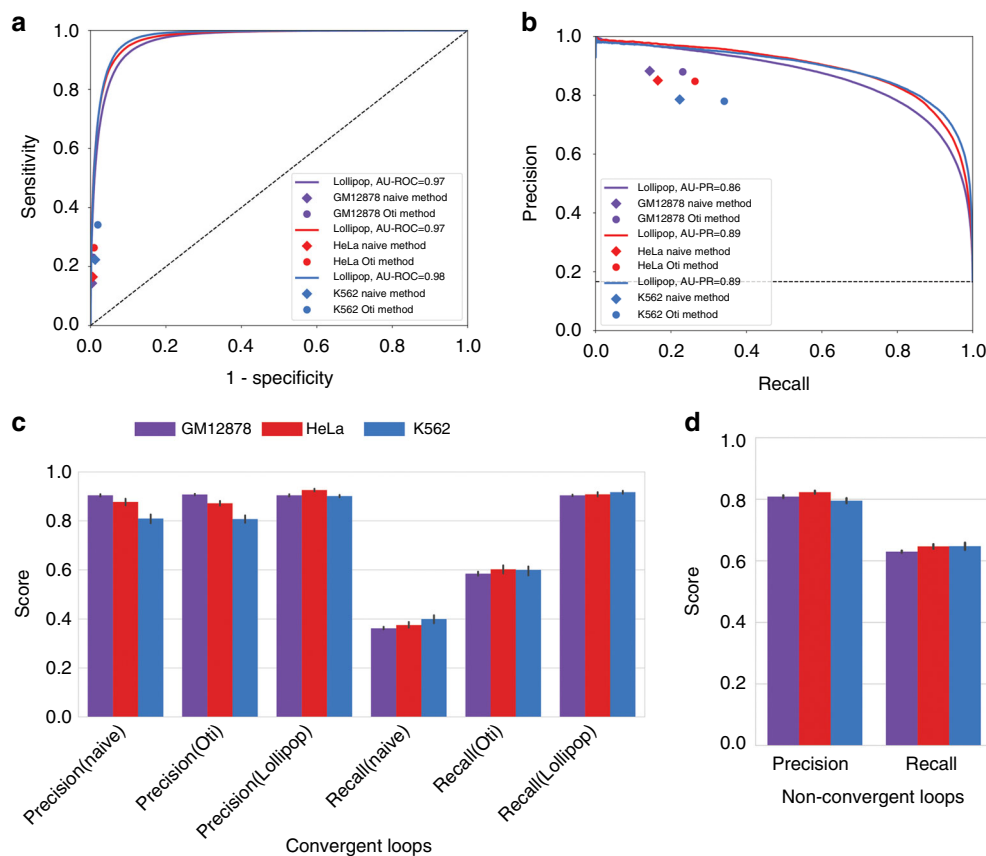 a
1.0
0.8
0.6
0.4
0.2
0.0
Sensitivity
0.0 0.2 0.4 0.6 0.8 1.0
1 - specificity
Lollipop, AU-ROC=0.97
GM12878 naive method
GM12878 Oti method
Lollipop, AU-ROC=0.97
HeLa naive method
HeLa Oti method
Lollipop, AU-ROC=0.98
K562 naive method
K562 Oti method
b
1.0
0.8
0.6
0.4
0.2
0.0
Precision
0.0 0.2 0.4 0.6 0.8 1.0
Recall
Lollipop, AU-PR=0.86
GM12878 naive method
GM12878 Oti method
Lollipop, AU-PR=0.89
HeLa naive method
HeLa Oti method
Lollipop, AU-PR=0.89
K562 naive method
K562 Oti method
c
GM12878 HeLa K562
1.0
0.8
0.6
0.4
0.2
0.0
Score
Precision(naive)
Precision(Oti)
Precision(Lollipop)
Recall(naive)
Recall(Oti)
Recall(Lollipop)
Convergent loops
d
1.0
0.8
0.6
0.4
0.2
0.0
Score
Precision Recall
Non-convergent loops